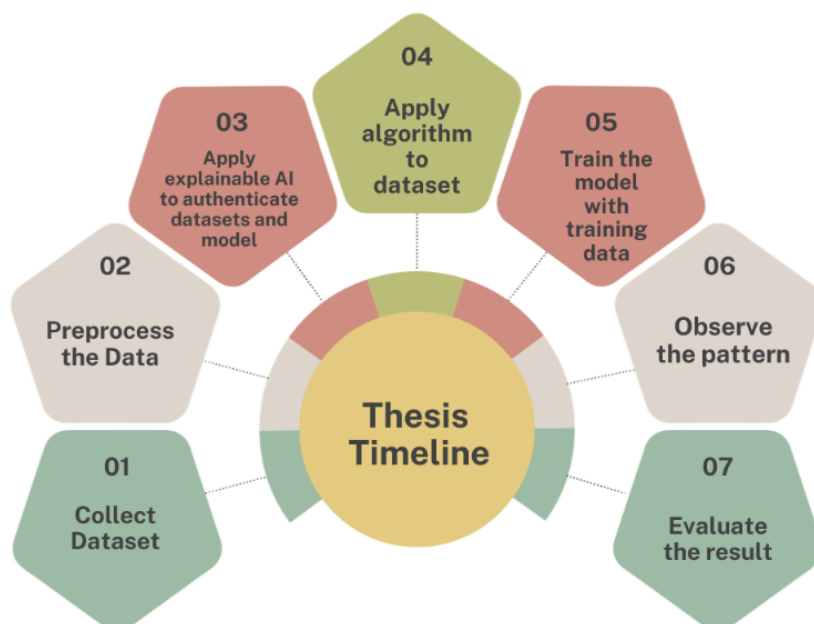 01
Collect
Dataset
02
Preprocess
the Data
03
Apply
explainable AI
to authenticate
datasets and
model
04
Apply
algorithm
to
dataset
05
Train the
model
with
training
data
06
Observe
the pattern
07
Evaluate
the result
Thesis
Timeline